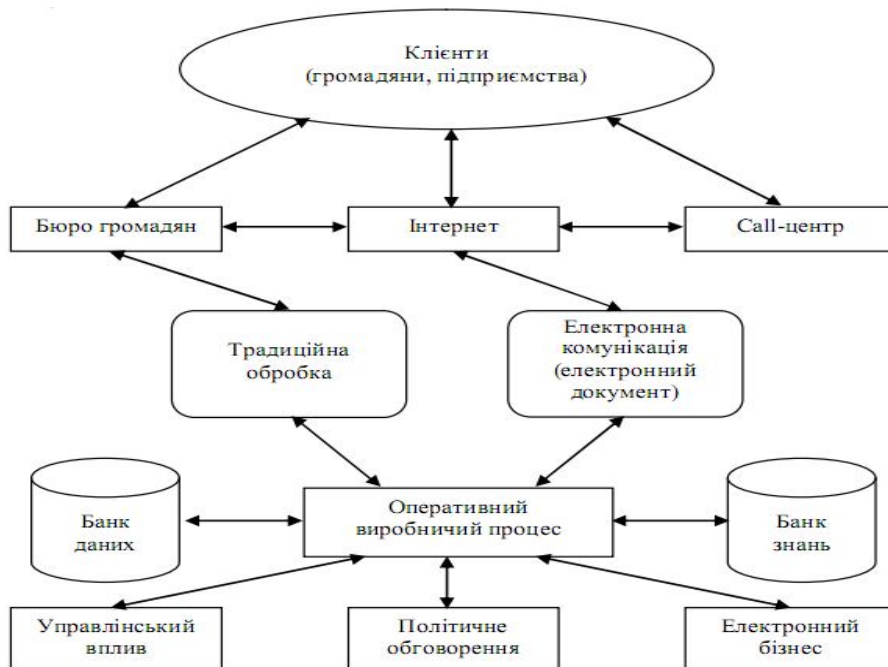 Клієнти
(громадяни, підприємства)
Бюро громадян
Інтернет
Call-центр
Традиційна
обробка
Електронна
комунікація
(електронний
документ)
Банк
даних
Оперативний
виробничий процес
Банк
знань
Управлінський
вплив
Політичне
обговорення
Електронний
бізнес